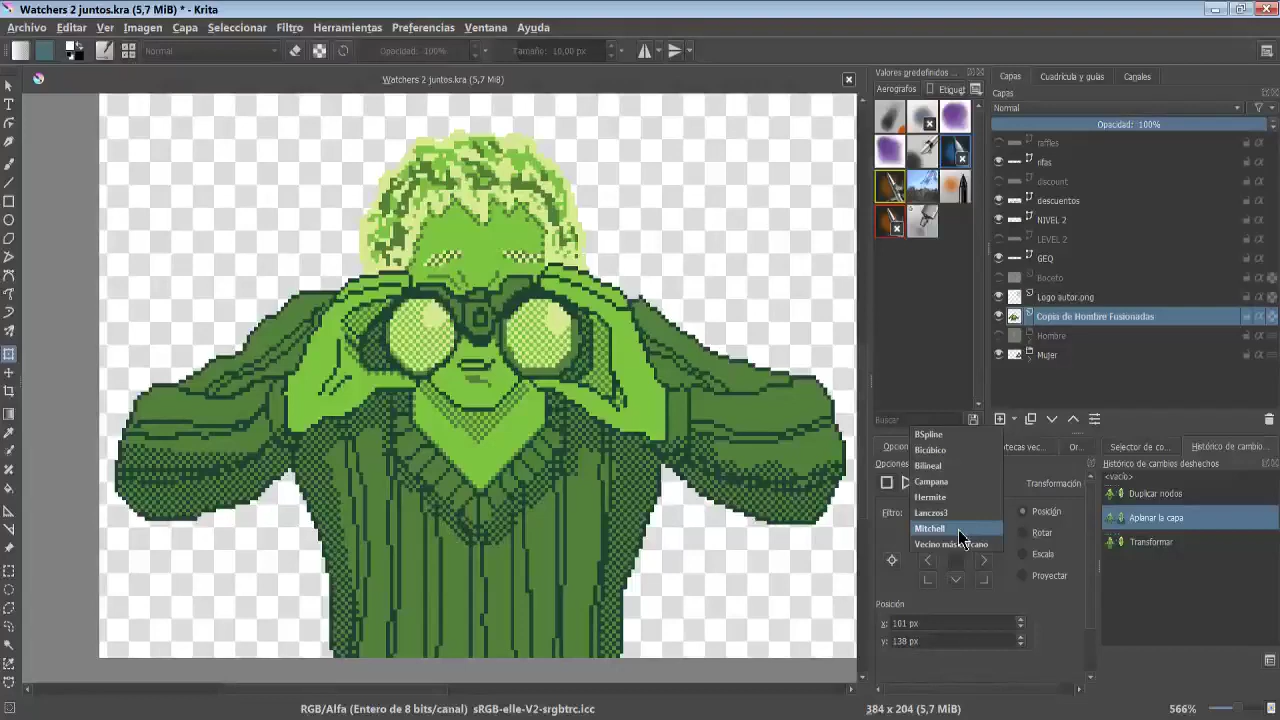 Watchers 2 juntos.kra (5,7 MiB) * - Krita
Archivo Editar Ver Imagen Capa Seleccionar Filtro Herramientas Preferencias Ventana Ayuda
Normal Opacidad: 100% Tamaño: 10,00 px
Watchers 2 juntos.kra (5,7 MiB)
Valores predefinidos ...
Aerografos Etiquet
Buscar
Capas Cuadrícula y guías Canales
Capas
Normal
Opacidad: 100%
raffles
rifas
discount
descuentos
NIVEL 2
LEVEL 2
GEQ
Boceto
Logo autor.png
Copia de Hombre Fusionadas
Hombre
Mujer
Opcion otecas vec... Or... Selector de co... Histórico de cambio...
Opciones
Filtro:
BSpline
Bicúbico
Bilineal
Campana
Hermite
Lanczos3
Mitchell
Vecino más cercano
Transformación
Posición
Rotar
Escala
Proyectar
Posición
x: 101 px
y: 138 px
Histórico de cambios deshechos
<vacío>
Duplicar nodos
Aplanar la capa
Transformar
RGB/Alfa (Entero de 8 bits/canal) sRGB-elle-V2-srgbtrc.icc
384 x 204 (5,7 MiB)
566%